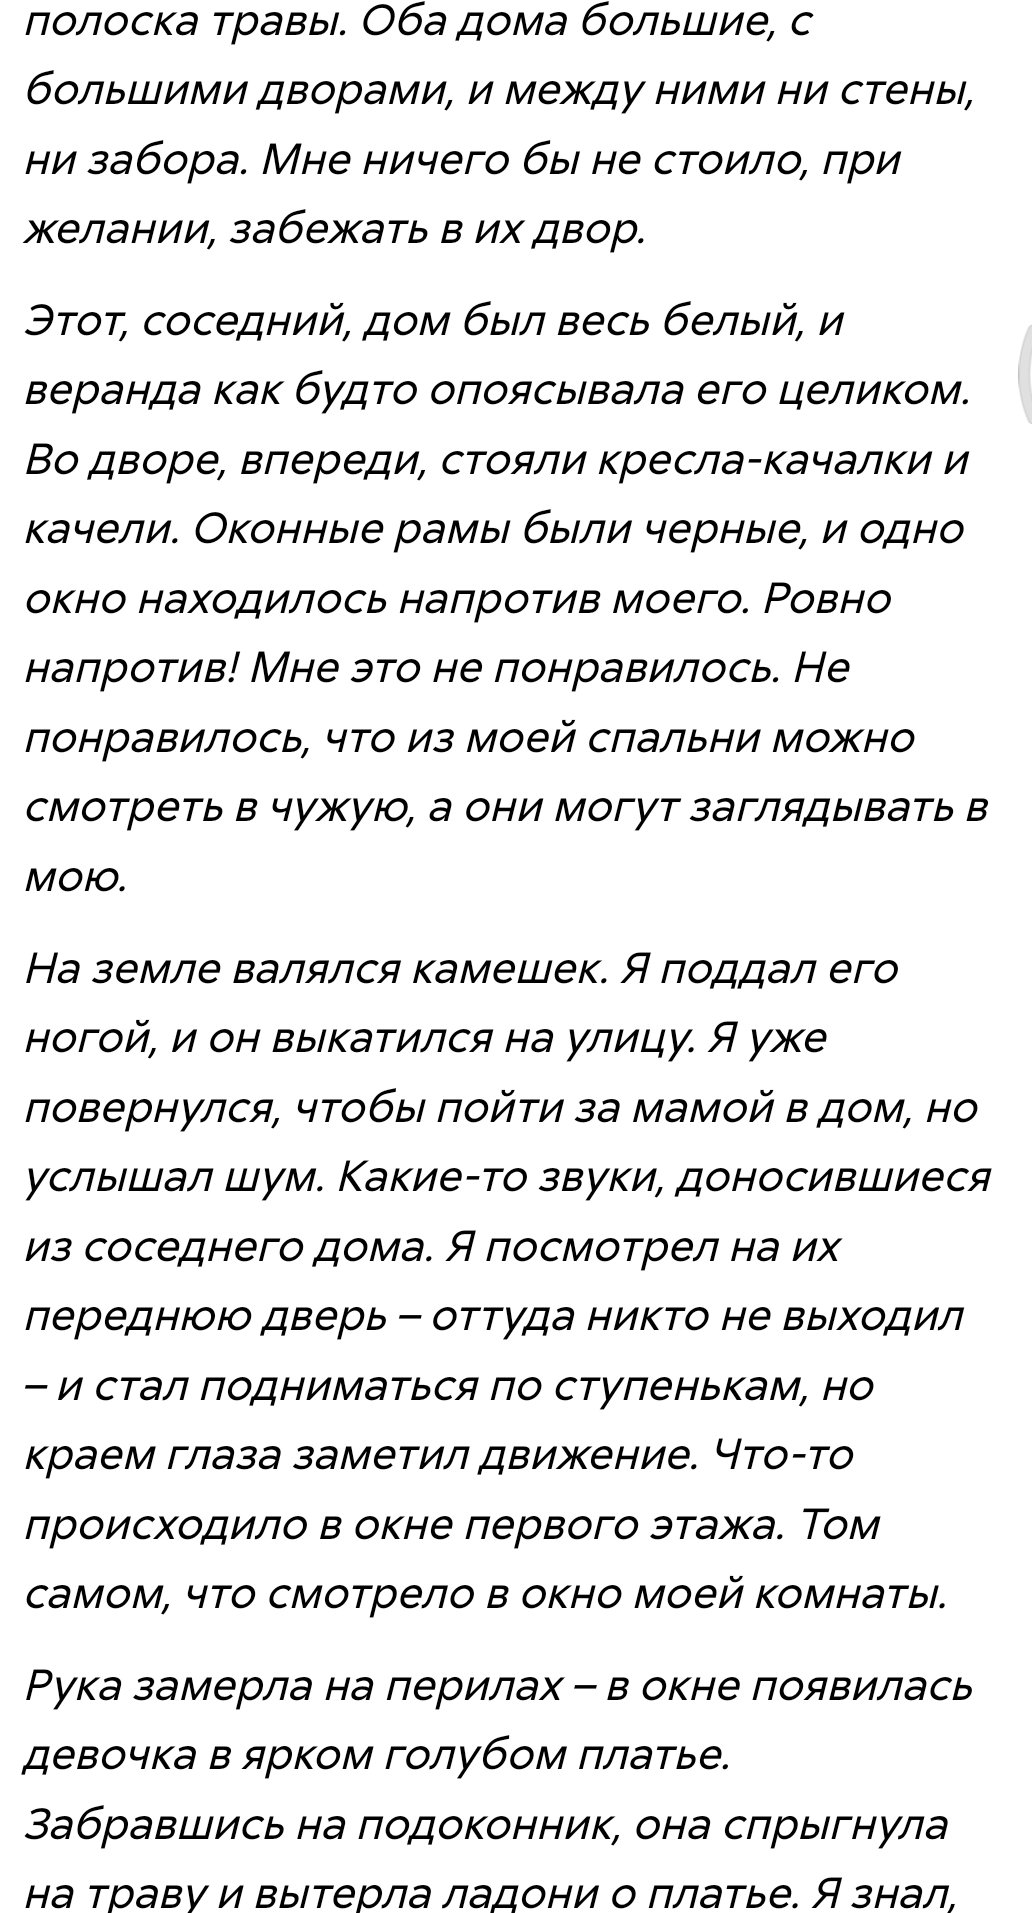 полоска травы. Оба дома большие, с
большими дворами, и между ними ни стены,
ни забора. Мне ничего бы не стоило, при
желании, забежать в их двор.
Этот, соседний, дом был весь белый, и
веранда как будто опоясывала его целиком.
Во дворе, впереди, стояли кресла-качалки и
качели. Оконные рамы были черные, и одно
окно находилось напротив моего. Ровно
напротив! Мне это не понравилось. Не
понравилось, что из моей спальни можно
смотреть в чужую, а они могут заглядывать в
мою.
На земле валялся камешек. Я поддал его
ногой, и он выкатился на улицу. Я уже
повернулся, чтобы пойти за мамой в дом, но
услышал шум. Какие-то звуки, доносившиеся
из соседнего дома. Я посмотрел на их
переднюю дверь – оттуда никто не выходил
– и стал подниматься по ступенькам, но
краем глаза заметил движение. Что-то
происходило в окне первого этажа. Том
самом, что смотрело в окно моей комнаты.
Рука замерла на перилах – в окне появилась
девочка в ярком голубом платье.
Забравшись на подоконник, она спрыгнула
на траву и вытерла ладони о платье. Я знал,